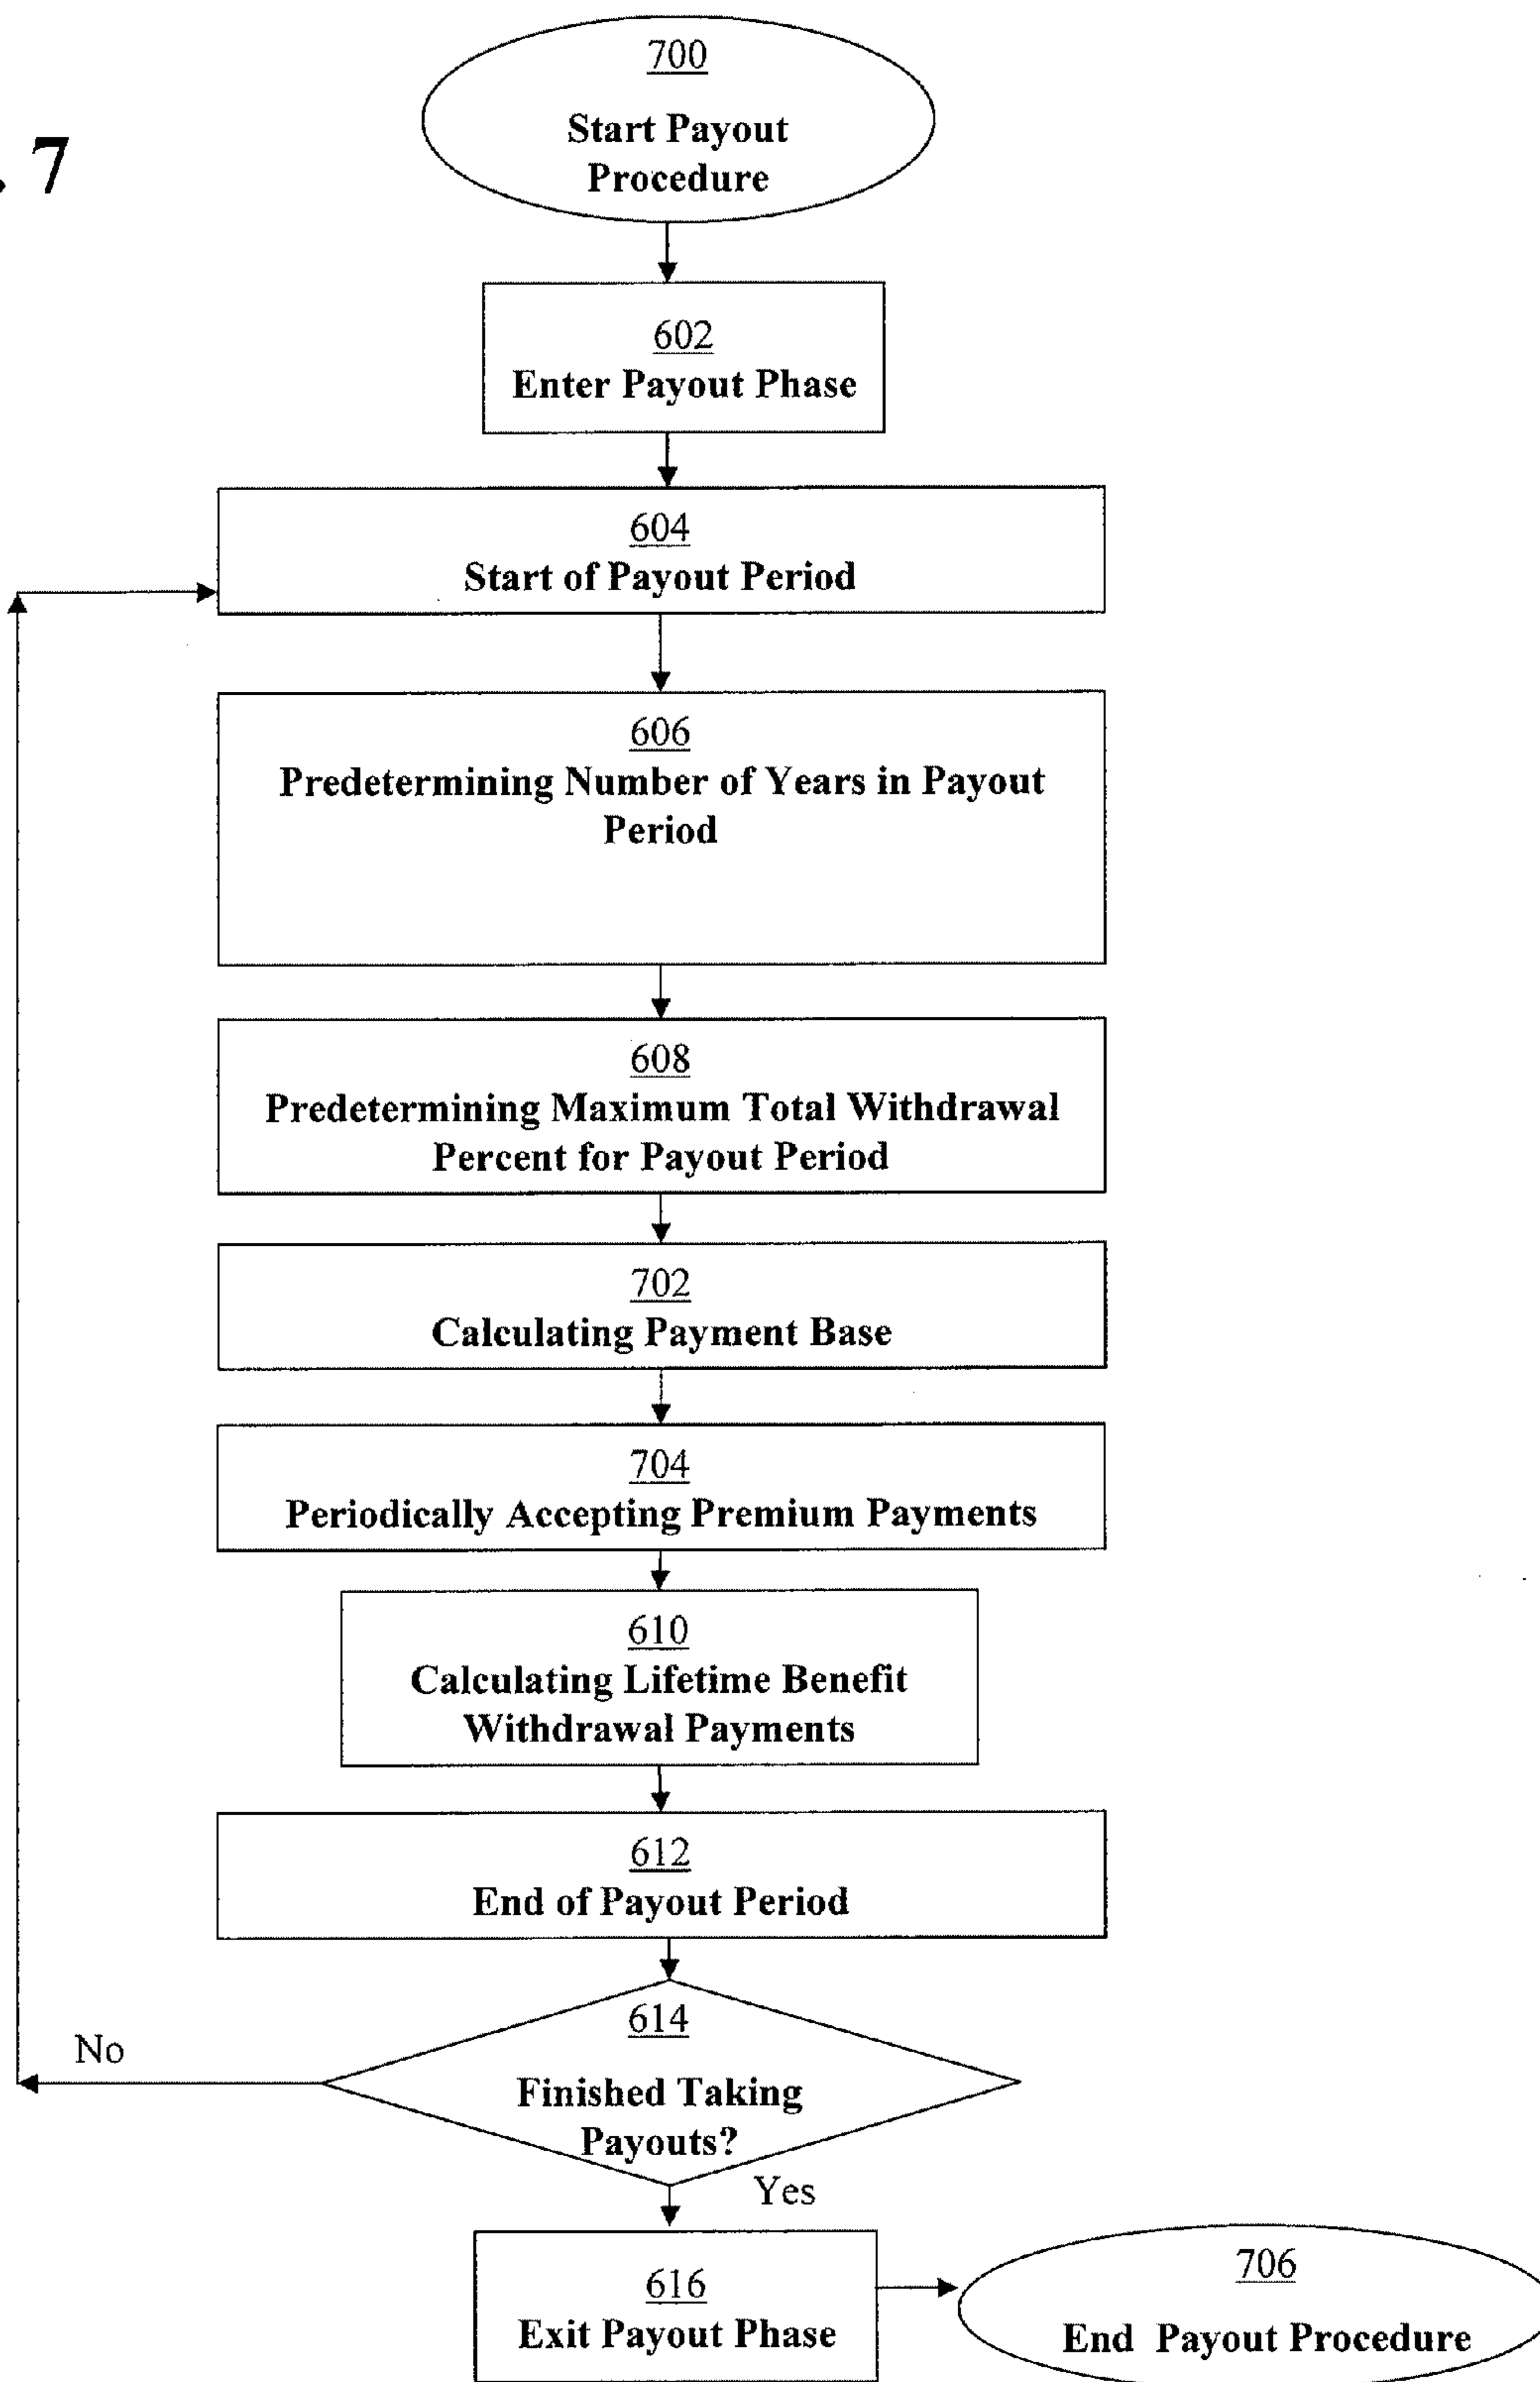 . 7
700
Start Payout
Procedure
602
Enter Payout Phase
604
Start of Payout Period
606
Predetermining Number of Years in Payout
Period
608
Predetermining Maximum Total Withdrawal
Percent for Payout Period
702
Calculating Payment Base
704
Periodically Accepting Premium Payments
610
Calculating Lifetime Benefit
Withdrawal Payments
612
End of Payout Period
614
Finished Taking
Payouts?
No
Yes
616
Exit Payout Phase
706
End Payout Procedure